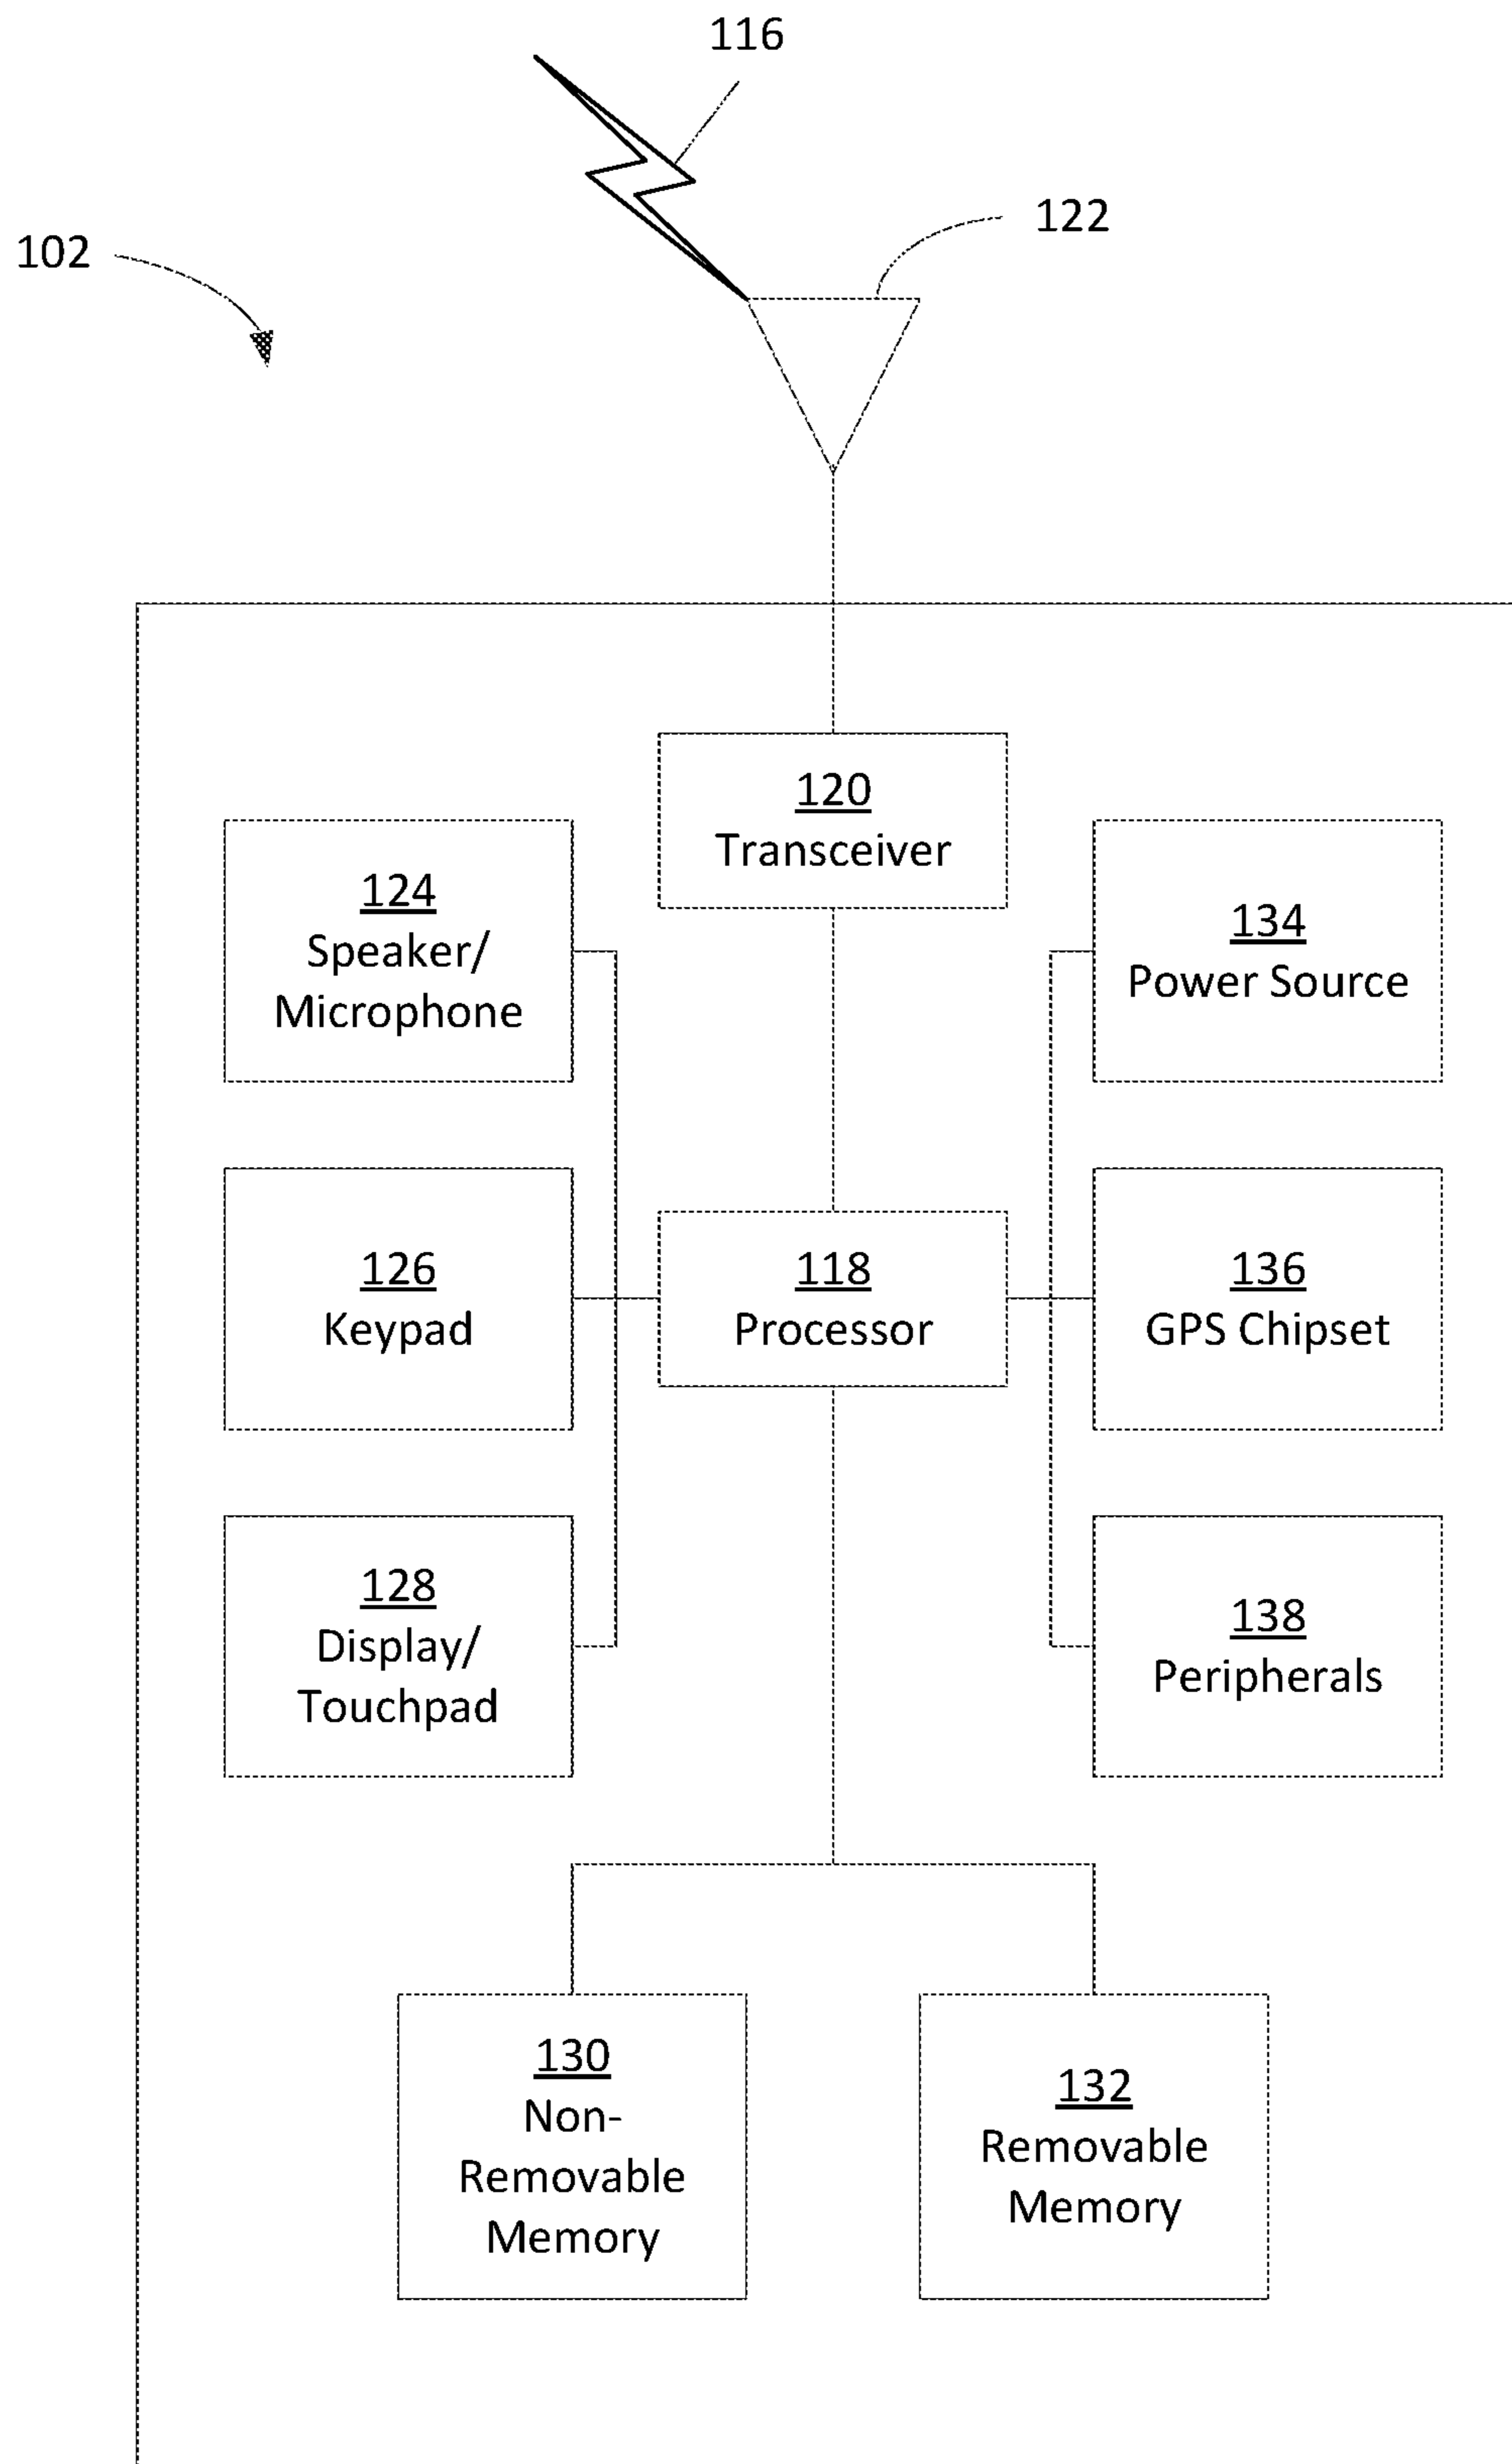 116
122
102
120
Transceiver
124
Speaker/
Microphone
134
Power Source
126
Keypad
118
Processor
136
GPS Chipset
128
Display/
Touchpad
138
Peripherals
130
Non-
Removable
Memory
132
Removable
Memory